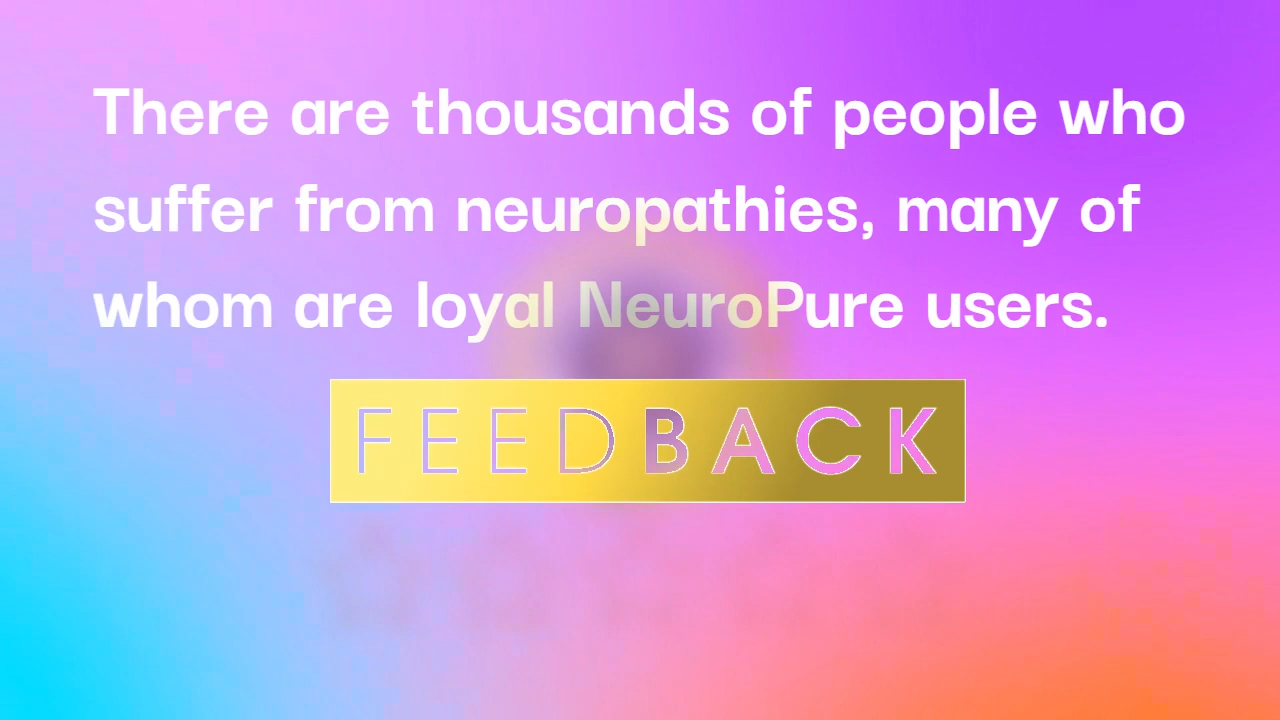 There are thousands of people who
suffer from neuropathies, many of
whom are loyal NeuroPure users.
FEEDBACK